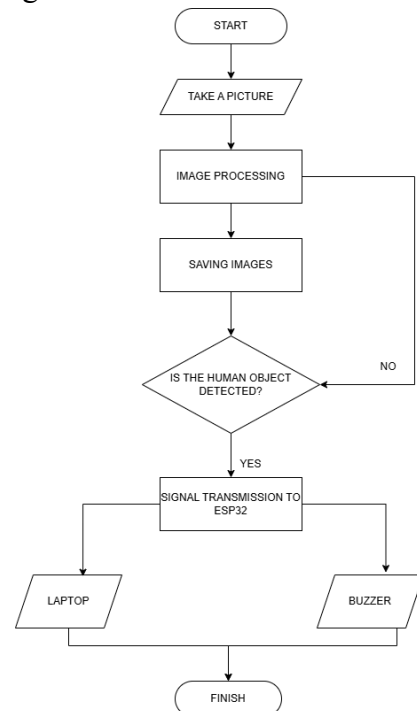 START
TAKE A PICTURE
IMAGE PROCESSING
SAVING IMAGES
IS THE HUMAN OBJECT
DETECTED?
NO
YES
SIGNAL TRANSMISSION TO
ESP32
LAPTOP
BUZZER
FINISH